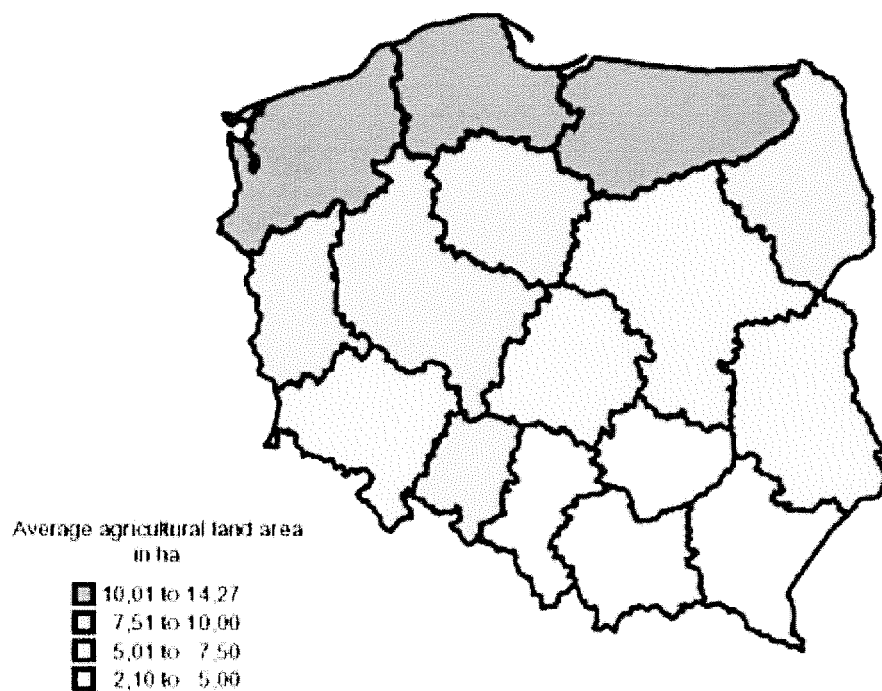 Average agricultural land area
in ha
10,01 to 14,27
7,51 to 10,00
5,01 to 7,50
2,10 to 5,00